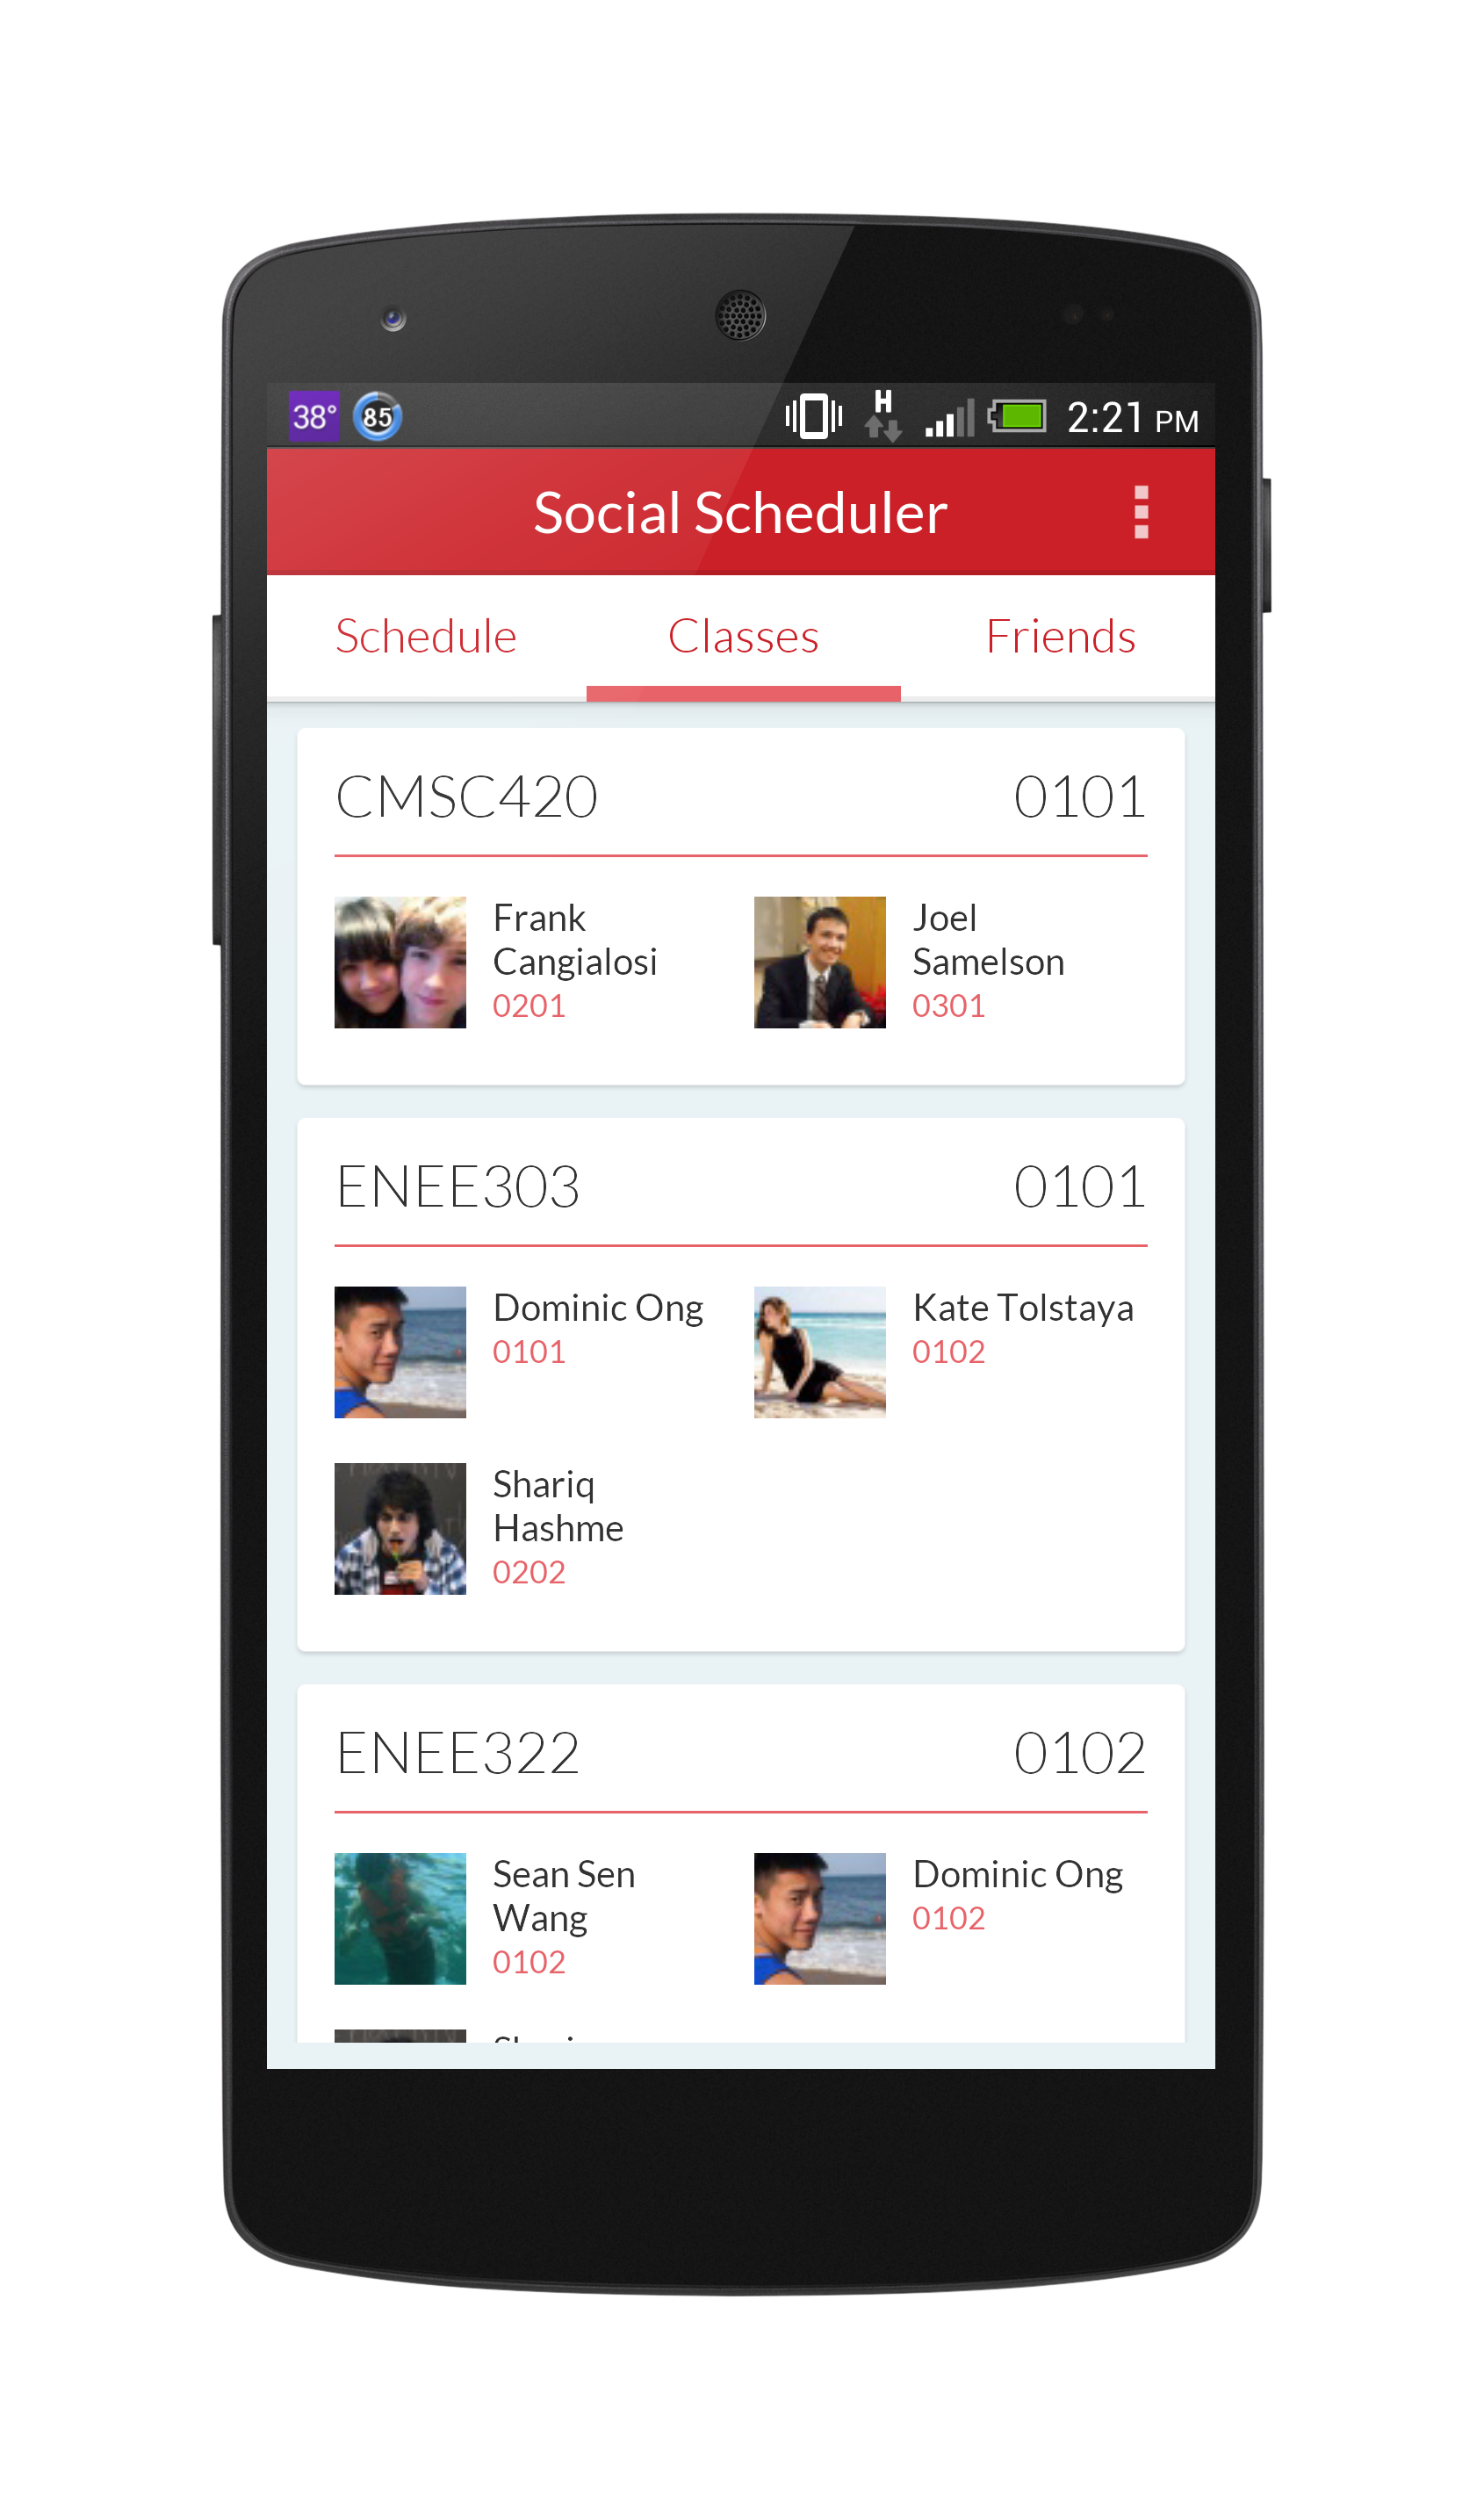 38° 85 H 2:21 PM
Social Scheduler
Schedule Classes Friends
CMSC420 0101
Frank Cangialosi
0201
Joel Samelson
0301
ENEE303 0101
Dominic Ong
0101
Kate Tolstaya
0102
Shariq Hashme
0202
ENEE322 0102
Sean Sen Wang
0102
Dominic Ong
0102